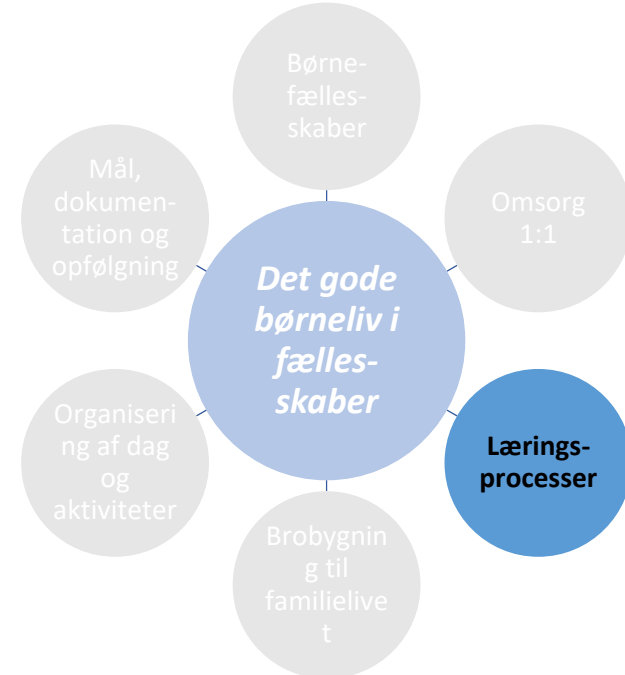 Børne-
fælles-
skaber
Mål,
dokumen-
tation og
opfølgning
Omsorg
1:1
Det gode
børneliv i
fælles-
skaber
Organiseri
ng af dag
og
aktiviteter
Lærings-
processer
Brobygnin
g til
familielive
t